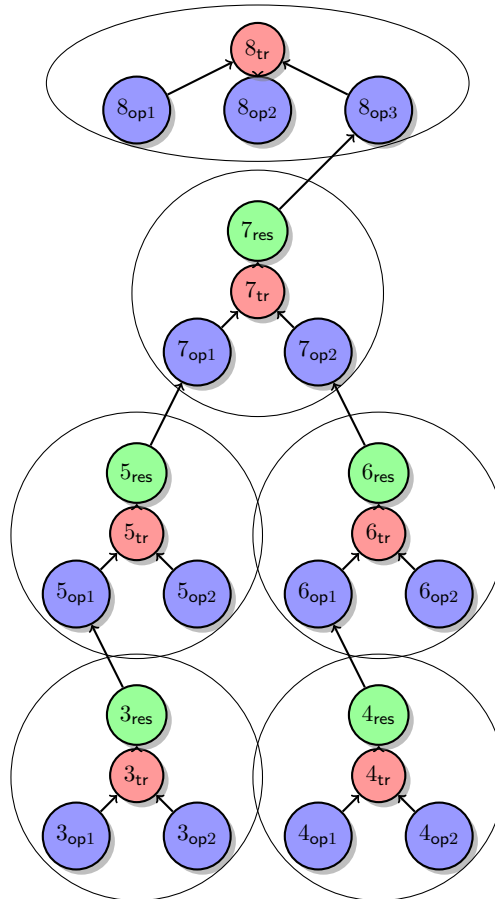 8tr
8op1 8op2 8op3
7res
7tr
7op1 7op2
5res 6res
5tr 6tr
5op1 5op2 6op1 6op2
3res 4res
3tr 4tr
3op1 3op2 4op1 4op2